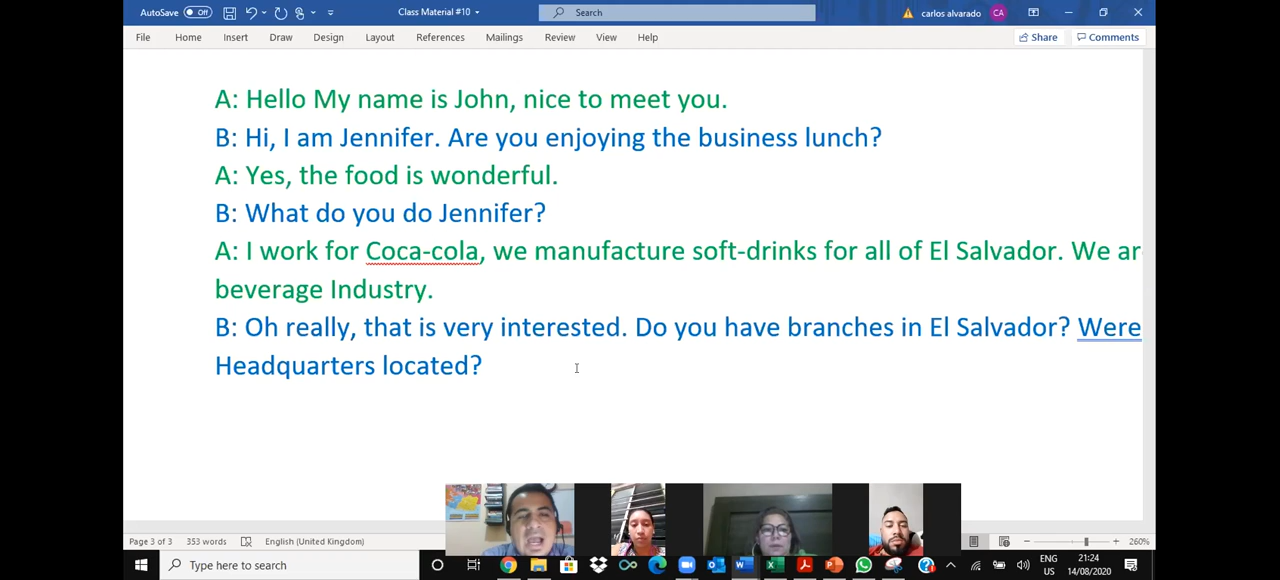 AutoSave Off Class Material #10 Search carlos alvarado CA
File Home Insert Draw Design Layout References Mailings Review View Help Share Comments
A: Hello My name is John, nice to meet you.
B: Hi, I am Jennifer. Are you enjoying the business lunch?
A: Yes, the food is wonderful.
B: What do you do Jennifer?
A: I work for Coca-cola, we manufacture soft-drinks for all of El Salvador. We ar
beverage Industry.
B: Oh really, that is very interested. Do you have branches in El Salvador? Were
Headquarters located?
Page 3 of 3 353 words English (United Kingdom) 260%
Type here to search ENG 21:24
US 14/08/2020